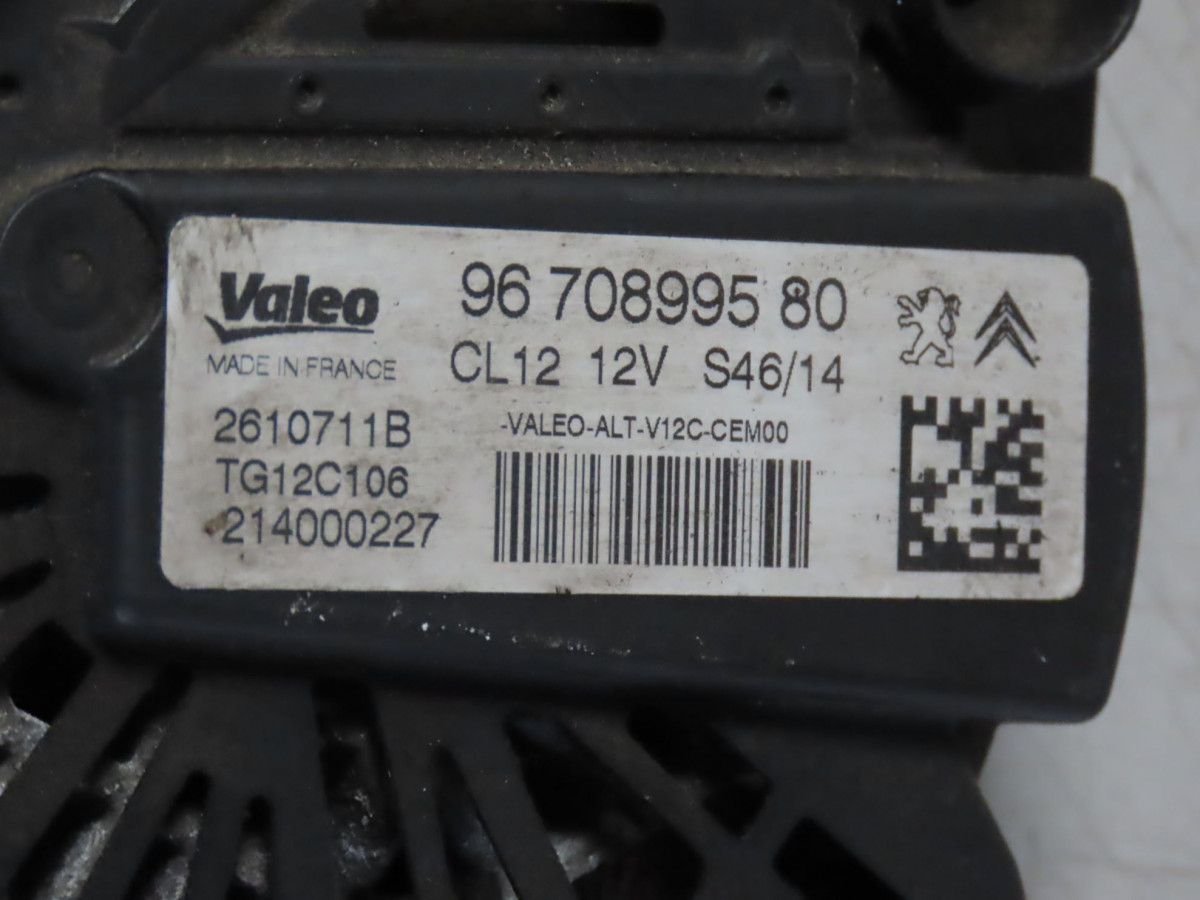 Valeo
MADE IN FRANCE
96 708995 80
CL12 12V S46/14
2610711B
TG12C106
214000227
-VALEO-ALT-V12C-CEM00